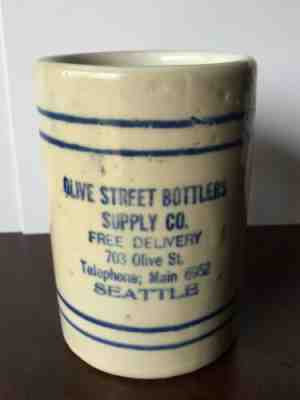 OLIVE STREET BOTTLERS
SUPPLY CO.
FREE DELIVERY
703 Olive St.
Telephone; Main 6952
SEATTLE